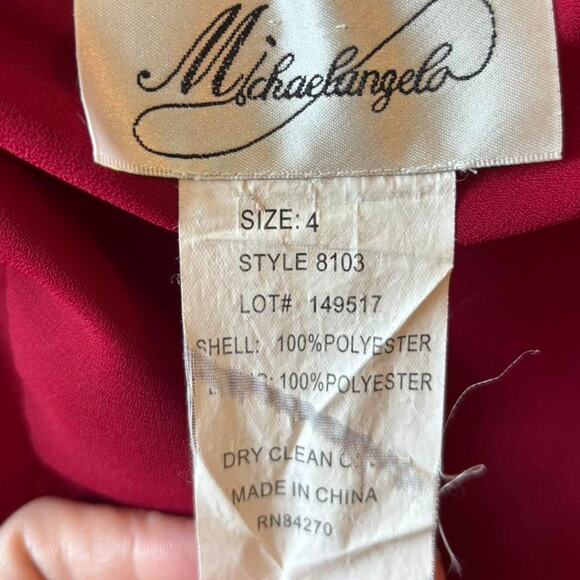 Michaelangelo
SIZE: 4
STYLE 8103
LOT# 149517
SHELL: 100%POLYESTER
100%POLYESTER
DRY CLEAN
MADE IN CHINA
RN84270